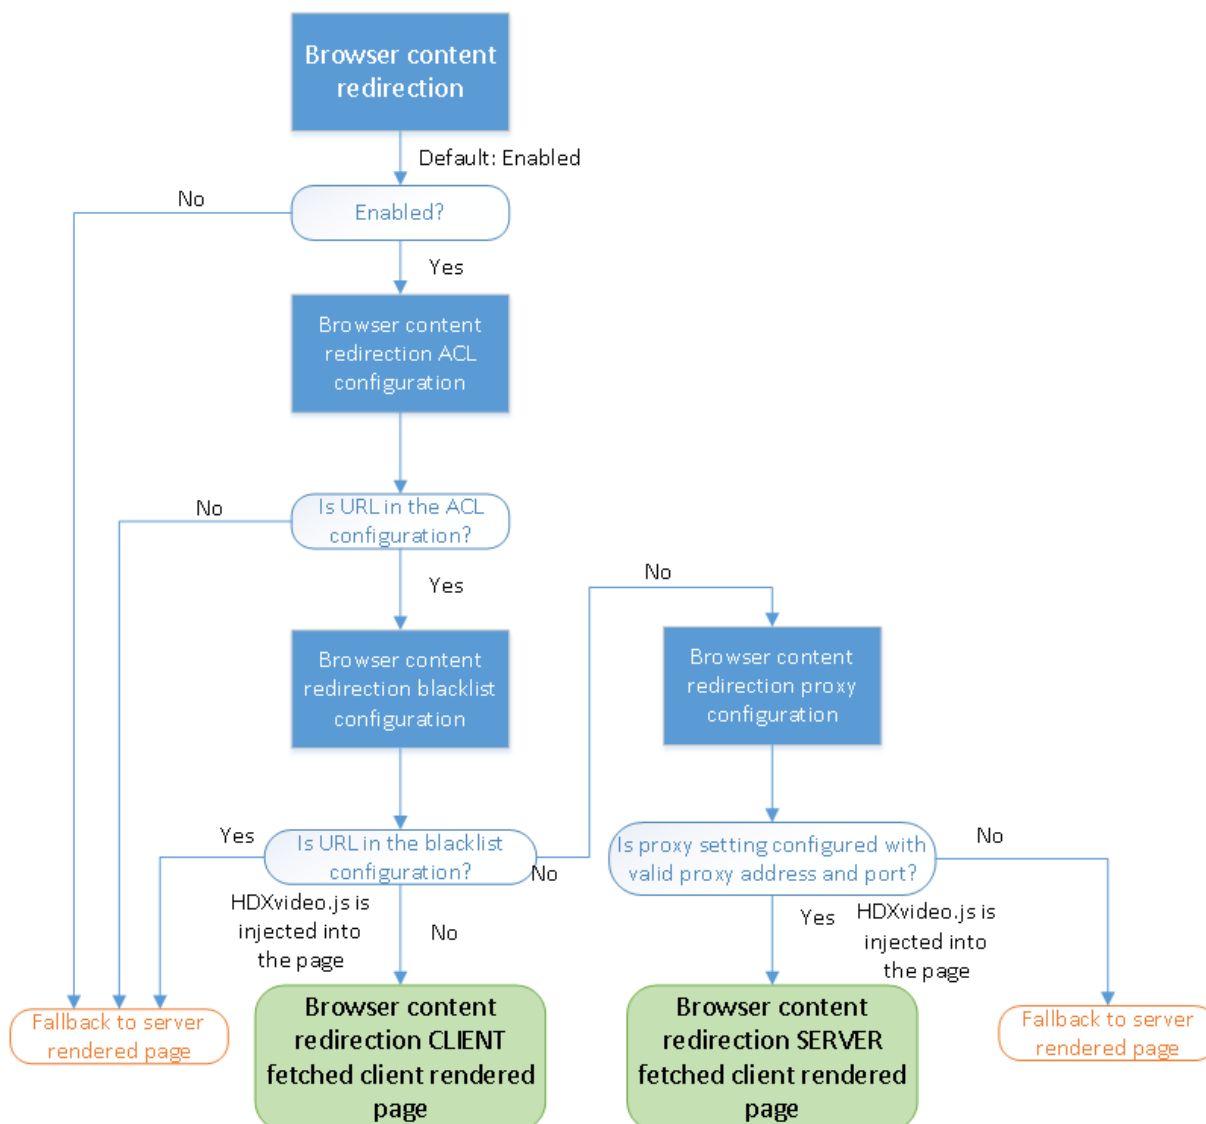 Browser content
redirection
Default: Enabled
No
Enabled?
Yes
Browser content
redirection ACL
configuration
No
Is URL in the ACL
configuration?
Yes
No
Browser content
redirection blacklist
configuration
Browser content
redirection proxy
configuration
Yes
Is URL in the blacklist
configuration?
No
Is proxy setting configured with
valid proxy address and port?
No
HDXvideo.js is
injected into
the page
No
Yes
HDXvideo.js is
injected into
the page
Fallback to server
rendered page
Browser content
redirection CLIENT
fetched client rendered
page
Browser content
redirection SERVER
fetched client rendered
page
Fallback to server
rendered page